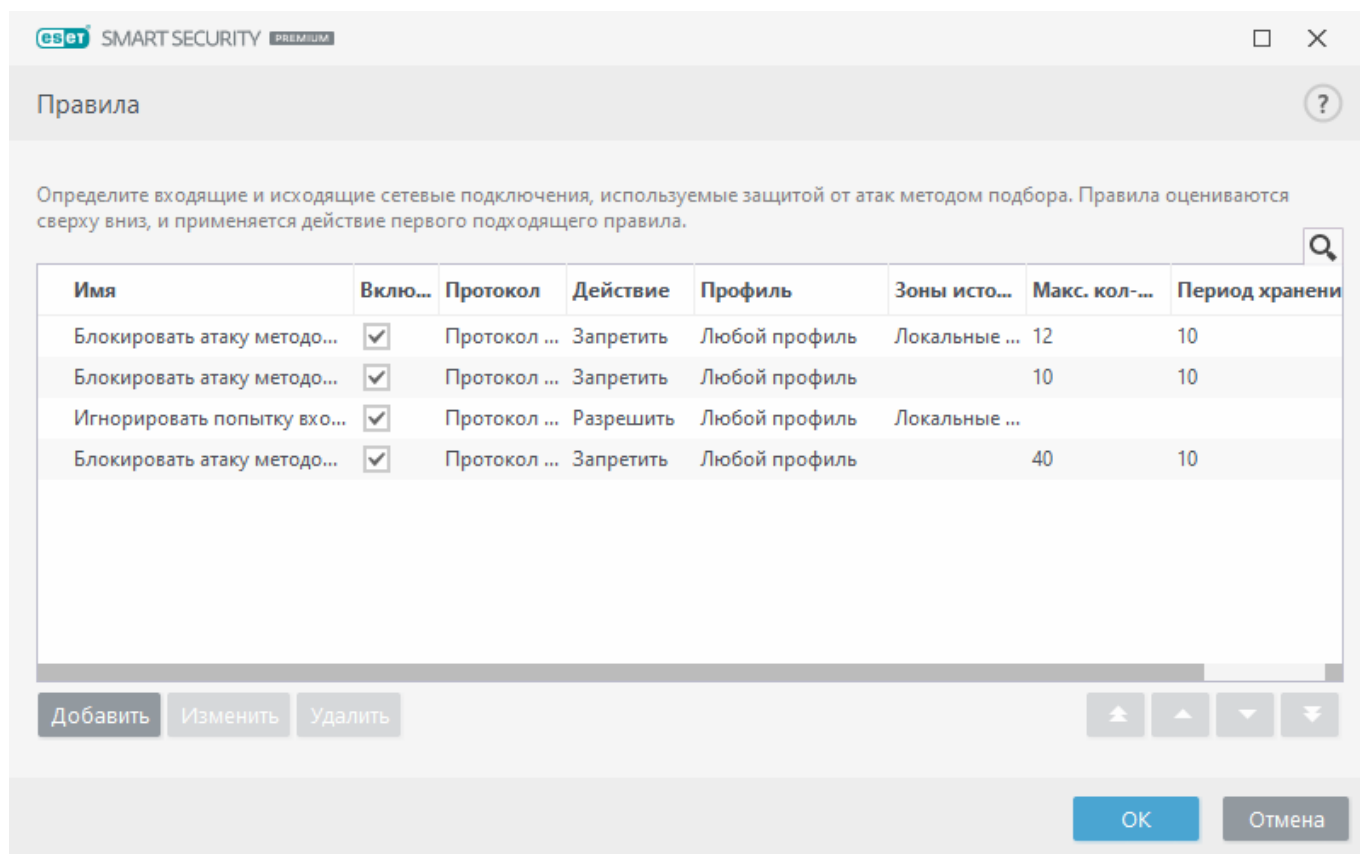 eset SMART SECURITY PREMIUM
Правила
?
Определите входящие и исходящие сетевые подключения, используемые защитой от атак методом подбора. Правила оцениваются
сверху вниз, и применяется действие первого подходящего правила.
Имя Вклю... Протокол Действие Профиль Зоны исто... Макс. кол-... Период хранени
Блокировать атаку методо... Протокол ... Запретить Любой профиль Локальные ... 12 10
Блокировать атаку методо... Протокол ... Запретить Любой профиль 10 10
Игнорировать попытку вхо... Протокол ... Разрешить Любой профиль Локальные ...
Блокировать атаку методо... Протокол ... Запретить Любой профиль 40 10
Добавить Изменить Удалить
OK Отмена